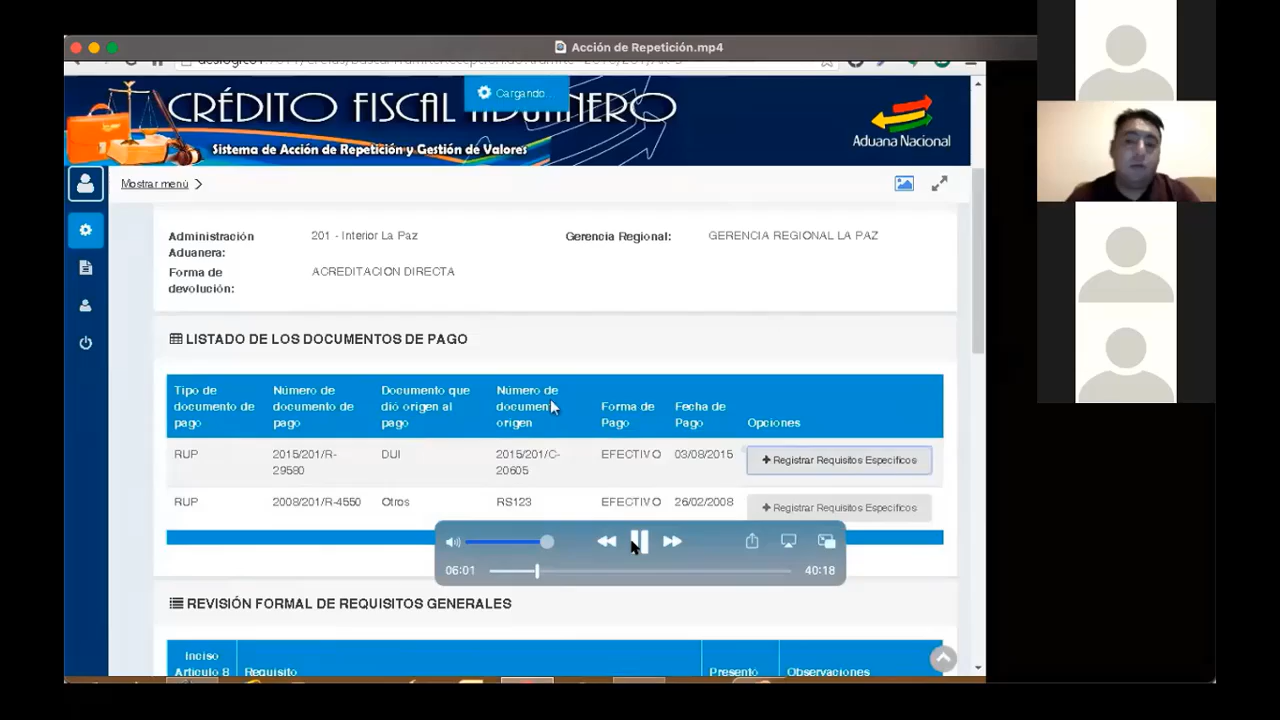 Acción de Repetición.mp4
CRÉDITO FISCAL ADUANERO
Cargando...
Sistema de Acción de Repetición y Gestión de Valores
Aduana Nacional
Mostrar menú
Administración Aduanera:
201 - Interior La Paz
Gerencia Regional:
GERENCIA REGIONAL LA PAZ
Forma de devolución:
ACREDITACION DIRECTA
LISTADO DE LOS DOCUMENTOS DE PAGO
Tipo de documento de pago
Número de documento de pago
Documento que dió origen al pago
Número de documento origen
Forma de Pago
Fecha de Pago
Opciones
RUP
2015/201/R-29580
DUI
2015/201/C-20605
EFECTIVO
03/08/2015
+ Registrar Requisitos Especificos
RUP
2008/201/R-4550
Otros
RS123
EFECTIVO
26/02/2008
+ Registrar Requisitos Especificos
06:01
40:18
REVISIÓN FORMAL DE REQUISITOS GENERALES
Inciso Articulo 8
Requisito
Presentó
Observaciones